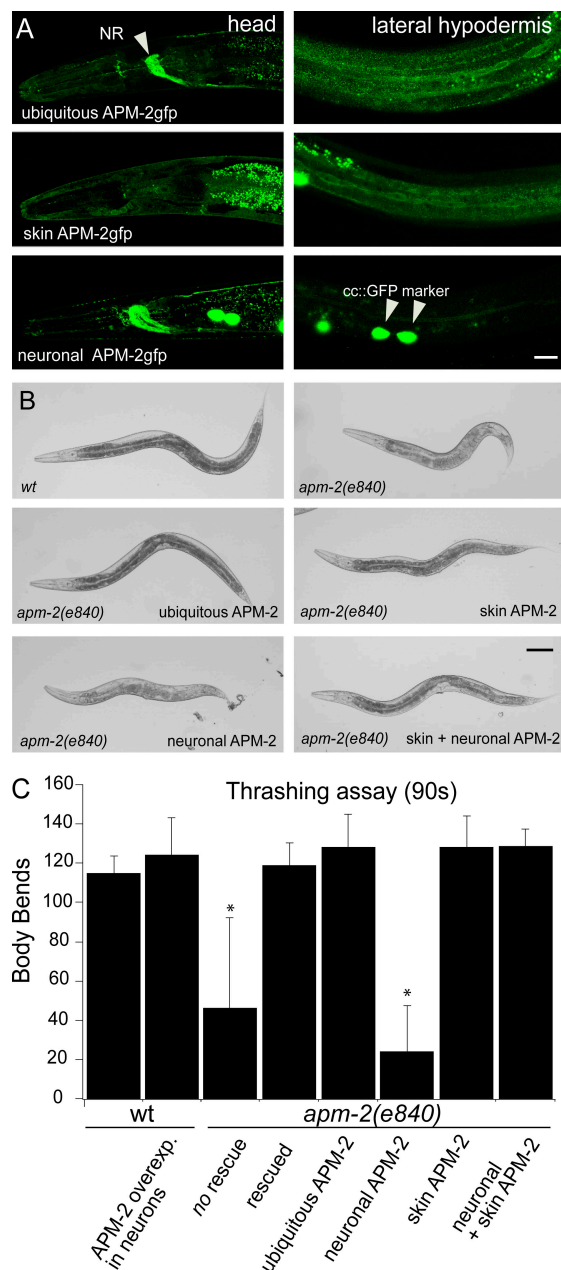 A
NR
head
ubiquitous APM-2gfp
lateral hypodermis
skin APM-2gfp
neuronal APM-2gfp
cc::GFP marker
B
wt
apm-2(e840)
apm-2(e840) ubiquitous APM-2
apm-2(e840) skin APM-2
apm-2(e840) neuronal APM-2
apm-2(e840) skin + neuronal APM-2
C
Thrashing assay (90s)
Body Bends
160
140
120
100
80
60
40
20
0
*
*
wt
apm-2(e840)
APM-2 overexp.
in neurons
no rescue
rescued
ubiquitous APM-2
neuronal APM-2
skin APM-2
neuronal
+ skin APM-2